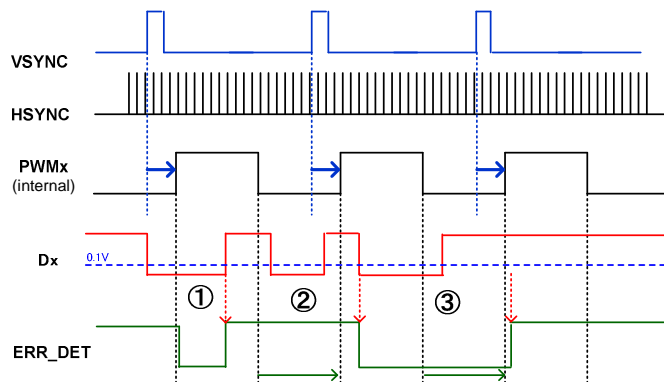 VSYNC
HSYNC
PWMx
(internal)
0.1V
Dx
① ② ③
ERR_DET